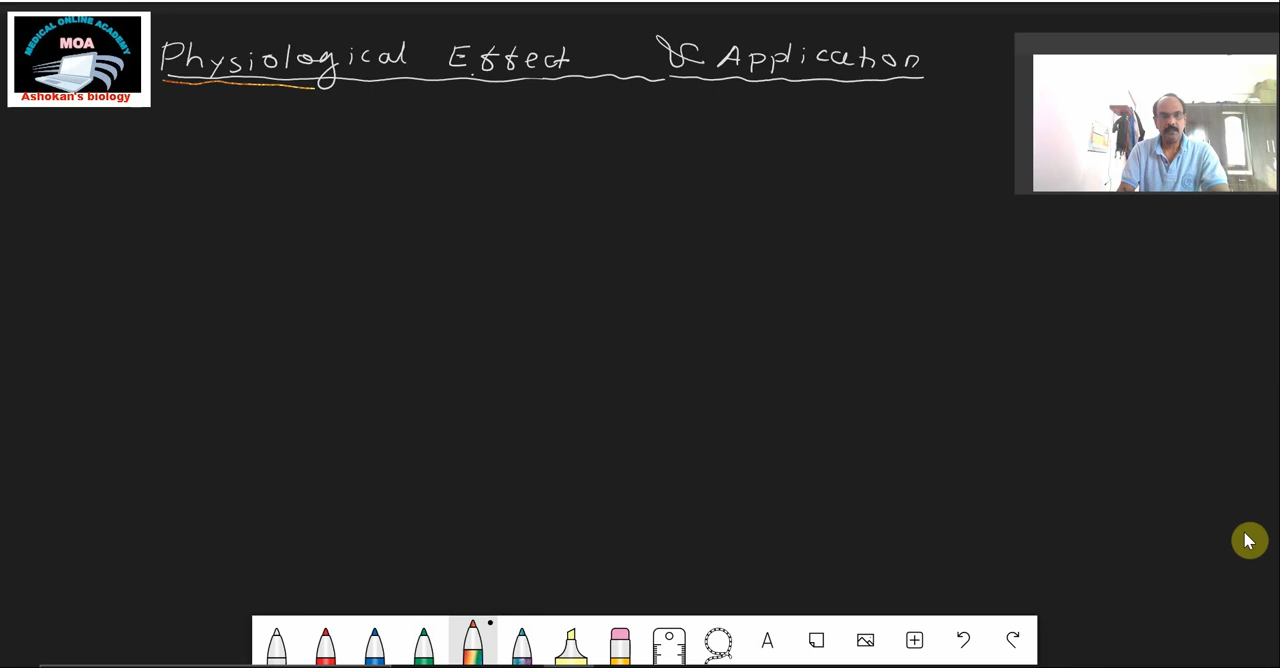 MEDICAL ONLINE ACADEMY
MOA
Ashokan's biology
Physiological Effect & Application
A